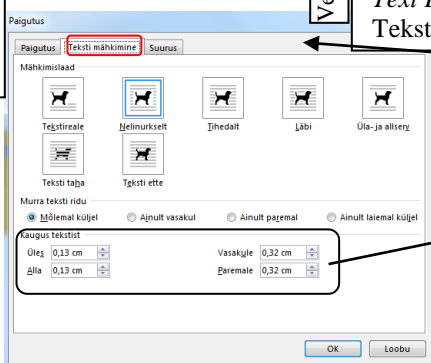 Ve
Text
Tekst
Paigutus
Paigutus Teksti mähkimine Suurus
Mähkimislaad
Tekstireale Nelinurkselt Tihedalt Läbi Üla- ja allserv
Teksti taha Teksti ette
Murra teksti ridu
Mõlemal küljel Ainult vasakul Ainult paremal Ainult laiemal küljel
Kaugus tekstist
Üles 0,13 cm Vasakule 0,32 cm
Alla 0,13 cm Paremale 0,32 cm
OK Loobu